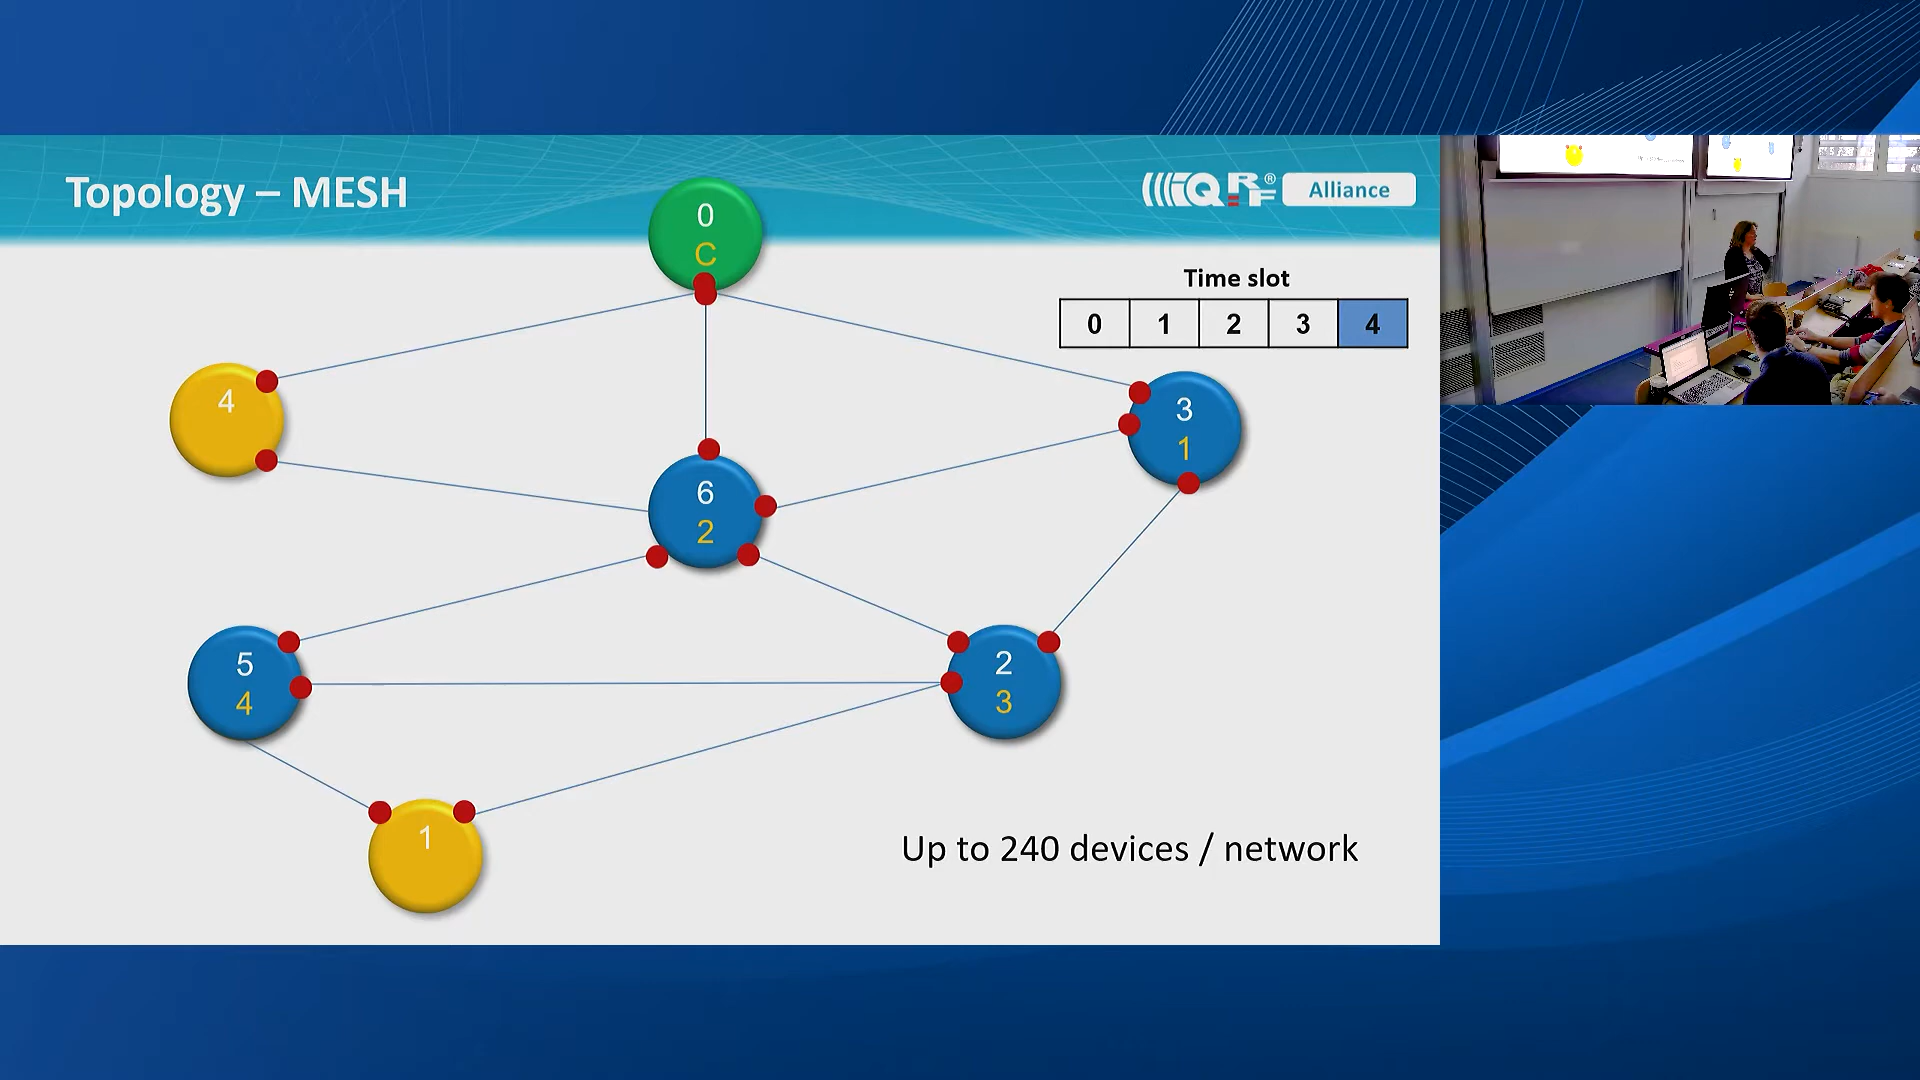 Topology – MESH
IQRF® Alliance
0
C
Time slot
0 1 2 3 4
4
3
1
6
2
5
4
2
3
1
Up to 240 devices / network